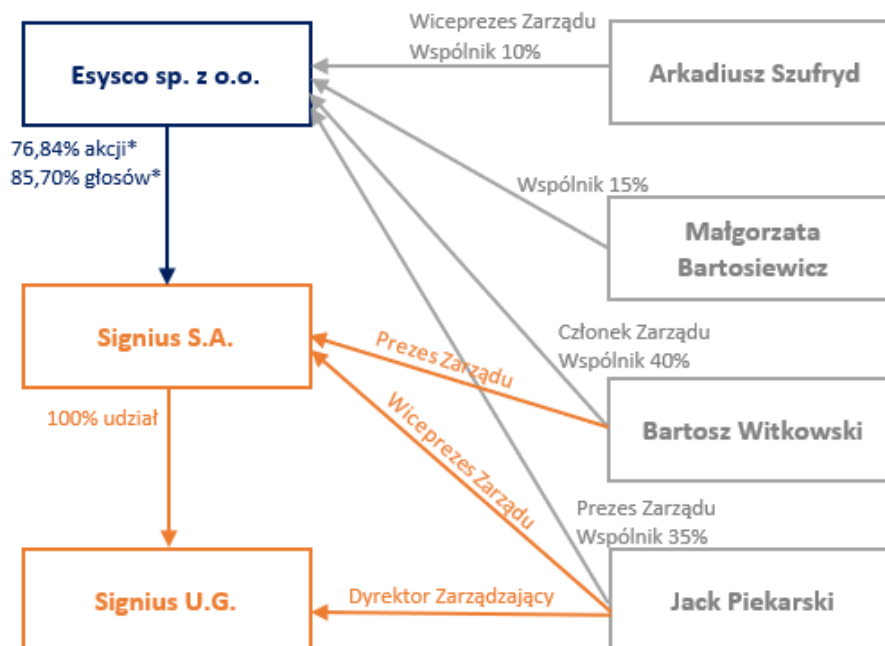 Wiceprezes Zarządu
Wspólnik 10%
Esysco sp. z o.o.
Arkadiusz Szufryd
76,84% akcji*
85,70% głosów*
Wspólnik 15%
Małgorzata
Bartosiewicz
Signius S.A.
Prezes Zarządu
Członek Zarządu
Wspólnik 40%
100% udział
Wiceprezes Zarządu
Bartosz Witkowski
Prezes Zarządu
Wspólnik 35%
Signius U.G.
Dyrektor Zarządzający
Jack Piekarski